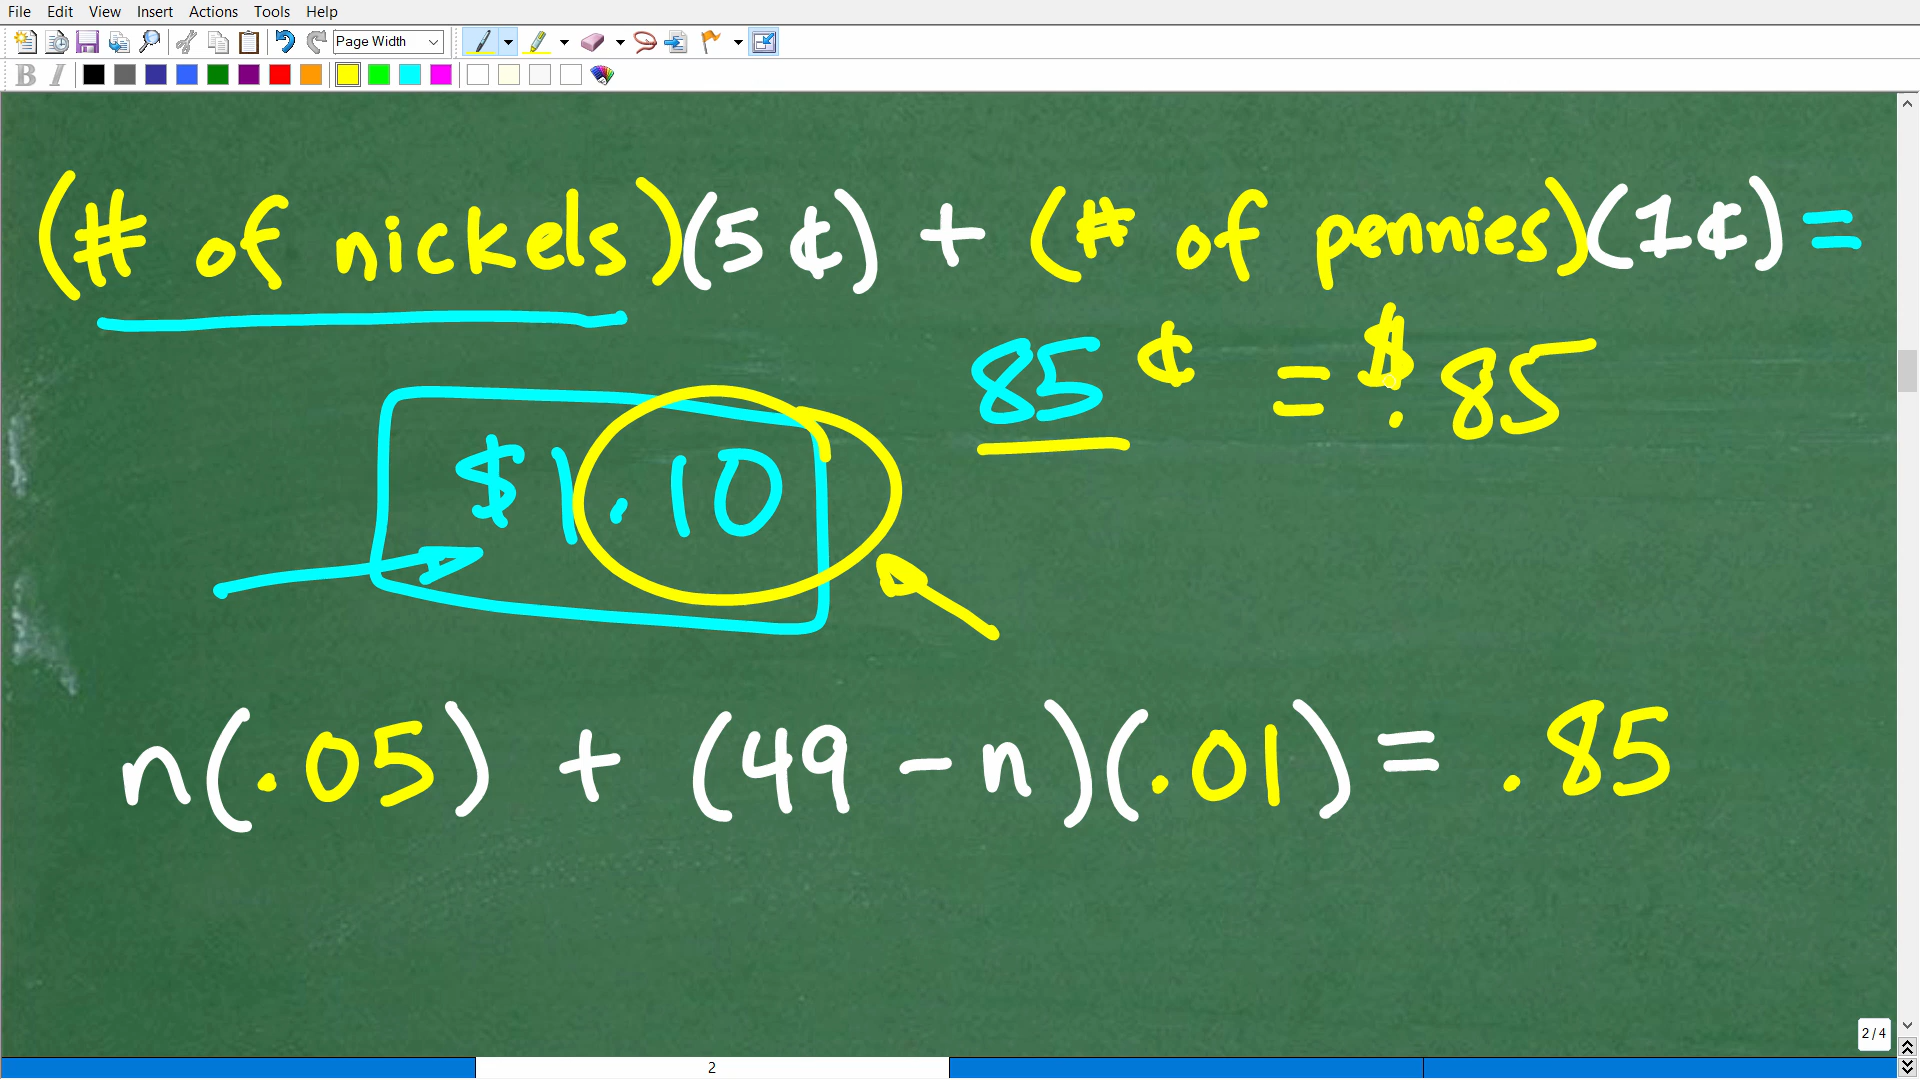 File Edit View Insert Actions Tools Help
Page Width
B I
(# of nickels)(5¢) + (# of pennies)(1¢) =
85¢ = $.85
$1.10
n(.05) + (49 - n)(.01) = .85
2 / 4
2